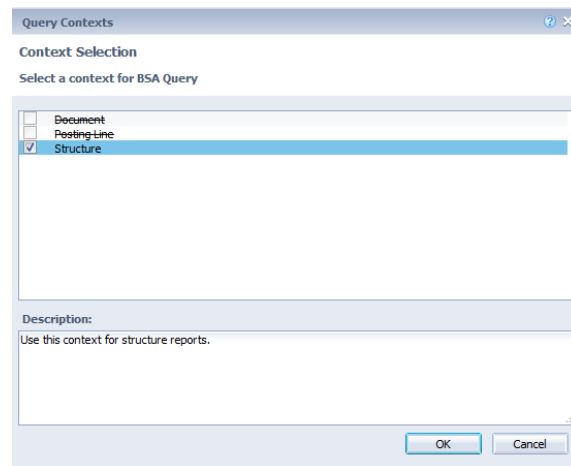 Query Contexts
Context Selection
Select a context for BSA Query
Document
Posting Line
Structure
Description:
Use this context for structure reports.
OK Cancel